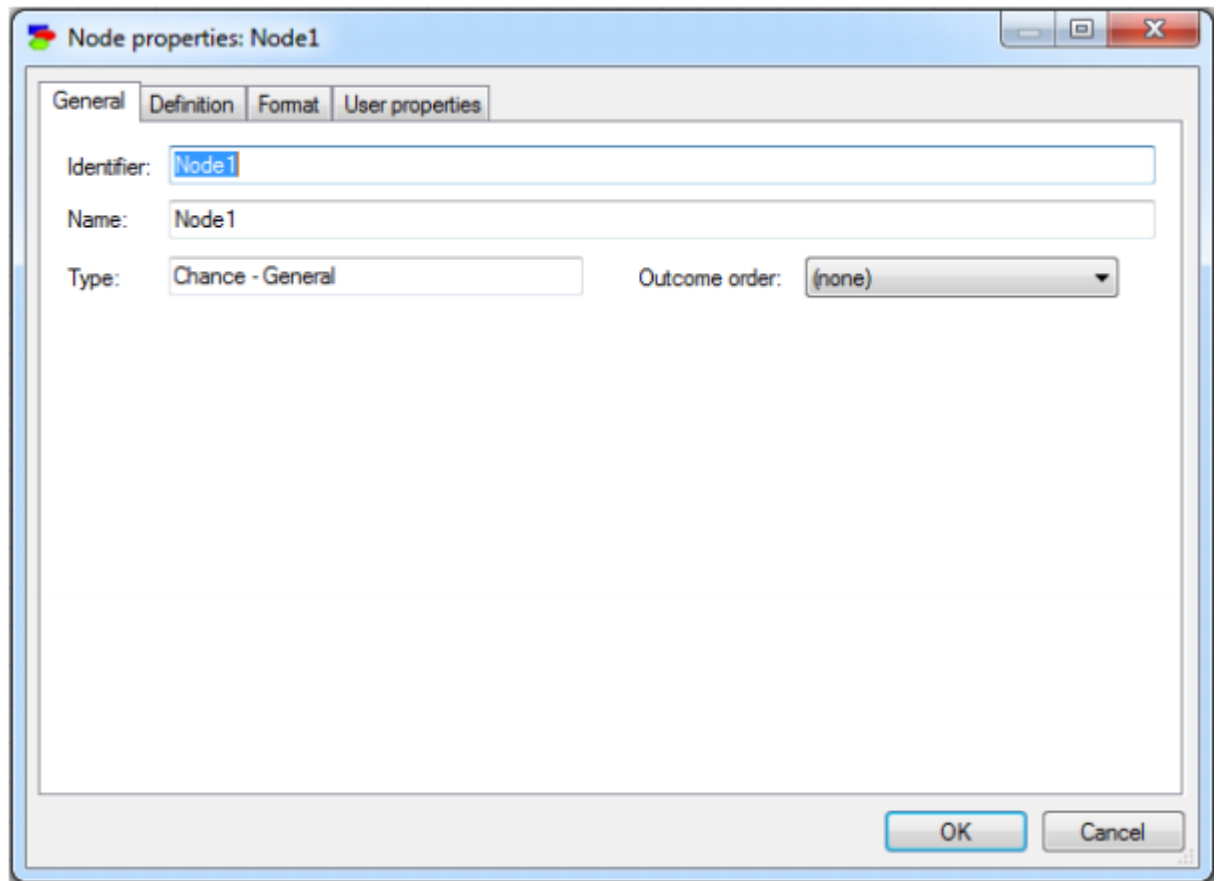 Node properties: Node1
General Definition Format User properties
Identifier: Node1
Name: Node1
Type: Chance - General Outcome order: (none)
OK Cancel